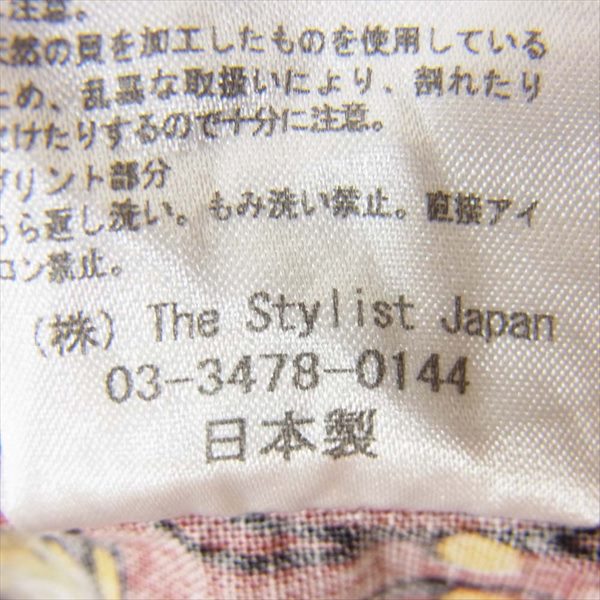 注意。
天然の貝を加工したものを使用している
ため、乱暴な取扱いにより、割れたり
欠けたりするので十分に注意。
プリント部分
うら返し洗い。もみ洗い禁止。直接アイ
ロン禁止。
(株) The Stylist Japan
03-3478-0144
日本製